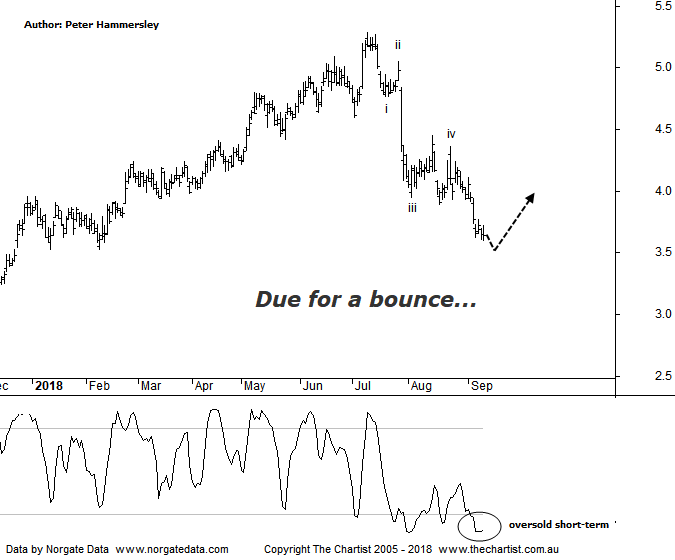 Author: Peter Hammersley
5.5
ii
5.0
i
4.5
iv
4.0
iii
3.5
Due for a bounce...
3.0
2.5
ec 2018 Feb Mar Apr May Jun Jul Aug Sep
oversold short-term
Data by Norgate Data www.norgatedata.com Copyright The Chartist 2005 - 2018 www.thechartist.com.au